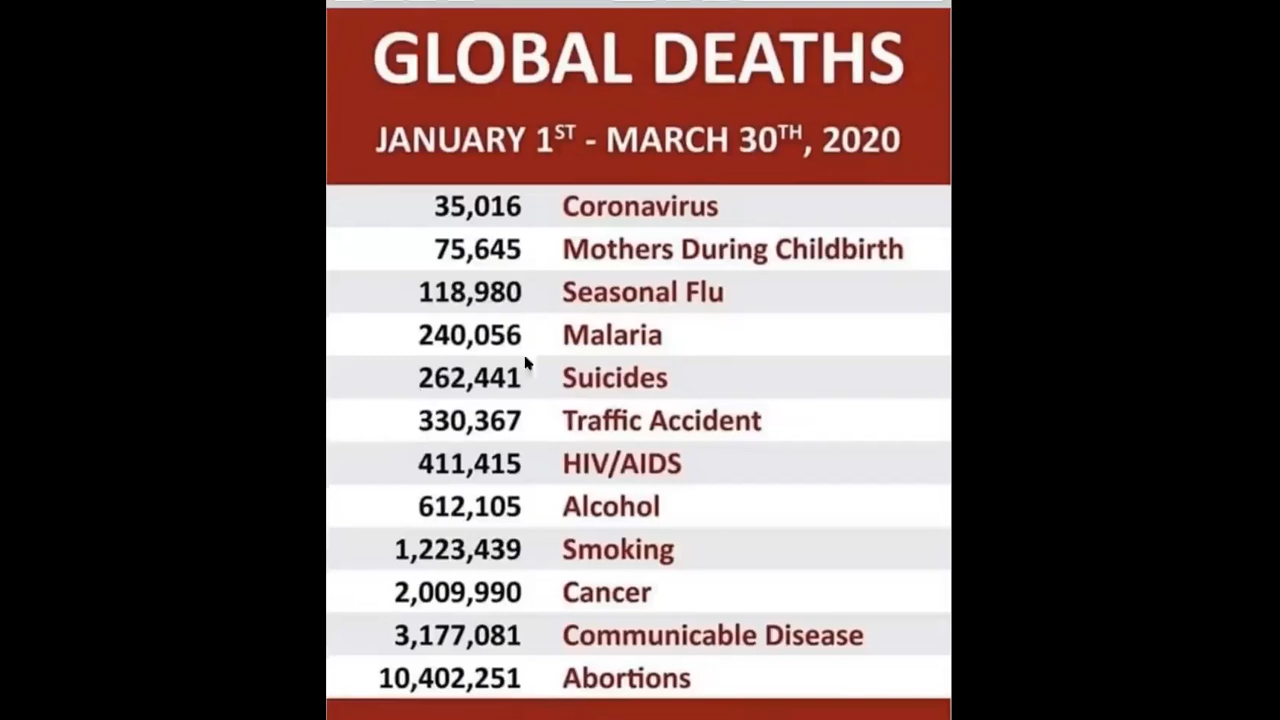 GLOBAL DEATHS
JANUARY 1ST - MARCH 30TH, 2020
35,016 Coronavirus
75,645 Mothers During Childbirth
118,980 Seasonal Flu
240,056 Malaria
262,441 Suicides
330,367 Traffic Accident
411,415 HIV/AIDS
612,105 Alcohol
1,223,439 Smoking
2,009,990 Cancer
3,177,081 Communicable Disease
10,402,251 Abortions